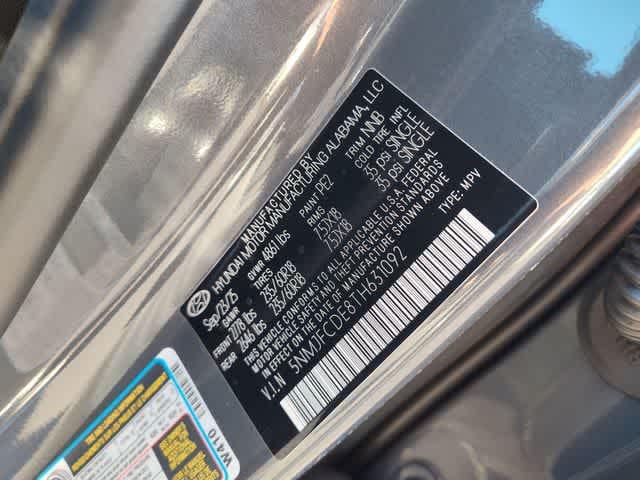 MANUFACTURED BY
HYUNDAI MOTOR MANUFACTURING ALABAMA, LLC
Sep/25/25 GVWR 4861 lbs PAINT PE2 TRIM NNB
GAWR TIRES RIMS COLD TIRE INFL
FRONT lbs 235/60R18 7.5JX18 35 psi SINGLE
REAR 2646 lbs 235/60R18 7.5JX18 35 psi SINGLE
THIS VEHICLE CONFORMS TO ALL APPLICABLE U.S.A. FEDERAL
MOTOR VEHICLE SAFETY AND THEFT PREVENTION STANDARDS
IN EFFECT ON THE DATE OF MANUFACTURE SHOWN ABOVE
V.I.N 5NMJFCDE8TH631092 TYPE: MPV
W410